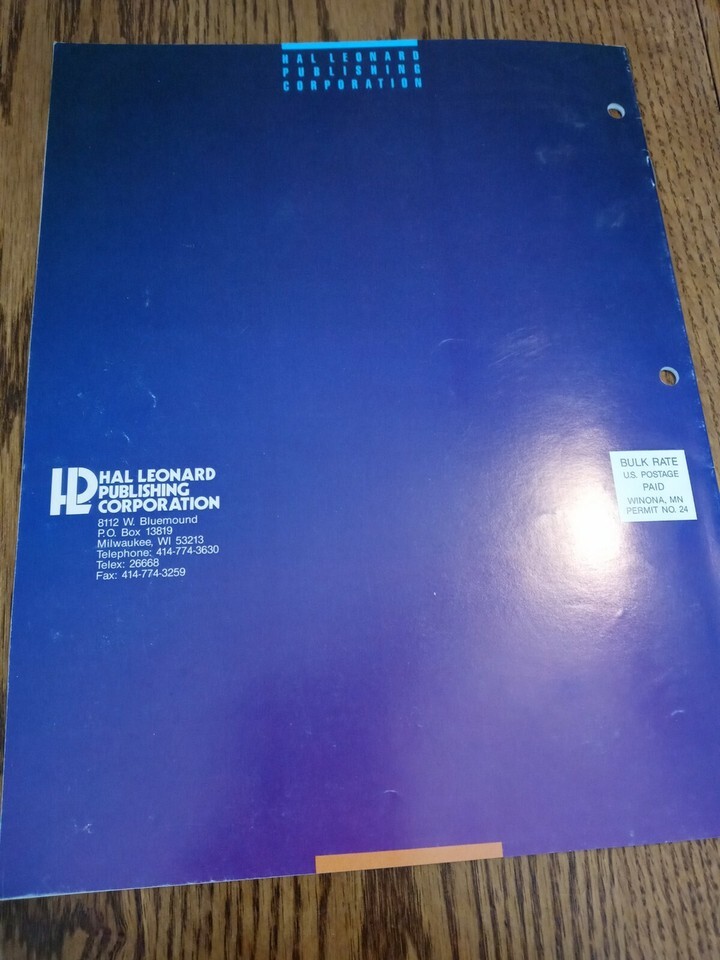 HAL LEONARD
PUBLISHING
CORPORATION
HL HAL LEONARD
PUBLISHING
CORPORATION
8112 W. Bluemound
P.O. Box 13819
Milwaukee, WI 53213
Telephone: 414-774-3630
Telex: 26668
Fax: 414-774-3259
BULK RATE
U.S. POSTAGE
PAID
WINONA, MN
PERMIT NO. 24